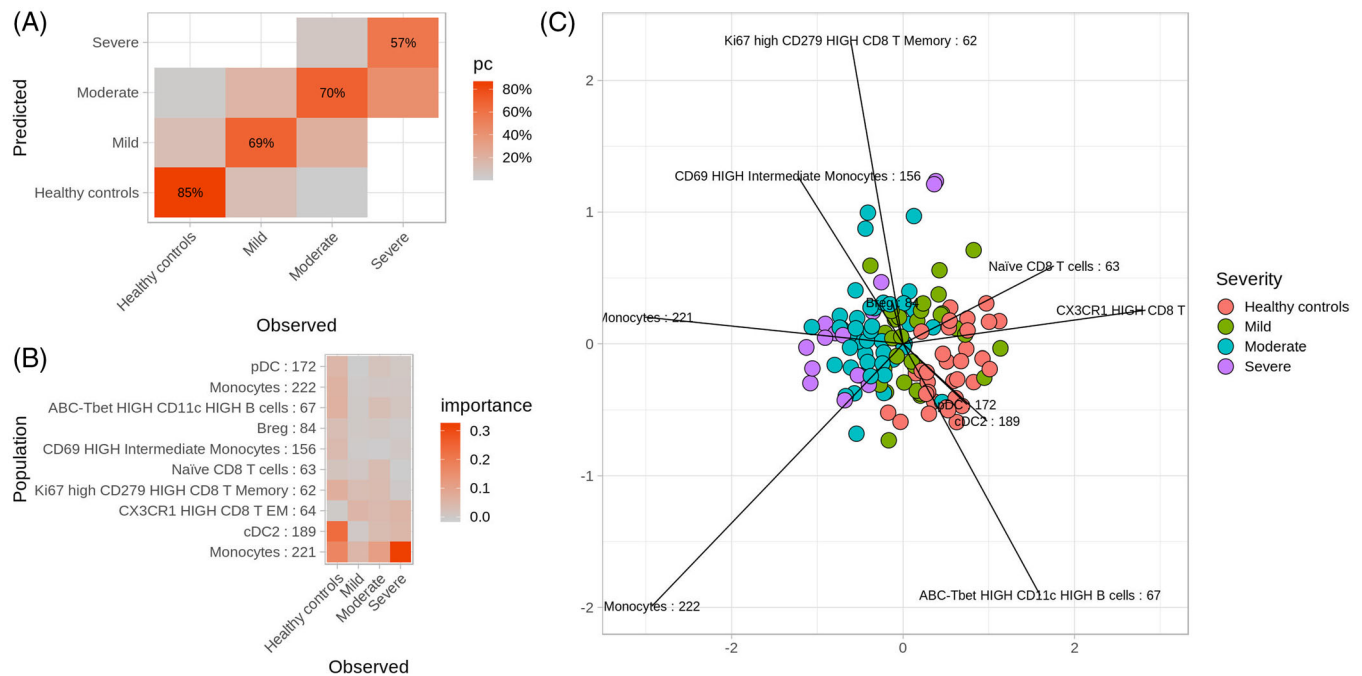 (A)
Predicted
Severe
Moderate
Mild
Healthy controls
57%
70%
69%
85%
Healthy controls
Mild
Moderate
Severe
Observed
pc
80%
60%
40%
20%
(B)
Population
pDC : 172
Monocytes : 222
ABC-Tbet HIGH CD11c HIGH B cells : 67
Breg : 84
CD69 HIGH Intermediate Monocytes : 156
Naïve CD8 T cells : 63
Ki67 high CD279 HIGH CD8 T Memory : 62
CX3CR1 HIGH CD8 T EM : 64
cDC2 : 189
Monocytes : 221
Healthy controls
Mild
Moderate
Severe
Observed
importance
0.3
0.2
0.1
0.0
(C)
2
1
0
-1
-2
Ki67 high CD279 HIGH CD8 T Memory : 62
CD69 HIGH Intermediate Monocytes : 156
Naïve CD8 T cells : 63
CX3CR1 HIGH CD8 T
Breg : 84
Monocytes : 221
pDC : 172
cDC2 : 189
ABC-Tbet HIGH CD11c HIGH B cells : 67
Monocytes : 222
-2
0
2
Severity
Healthy controls
Mild
Moderate
Severe